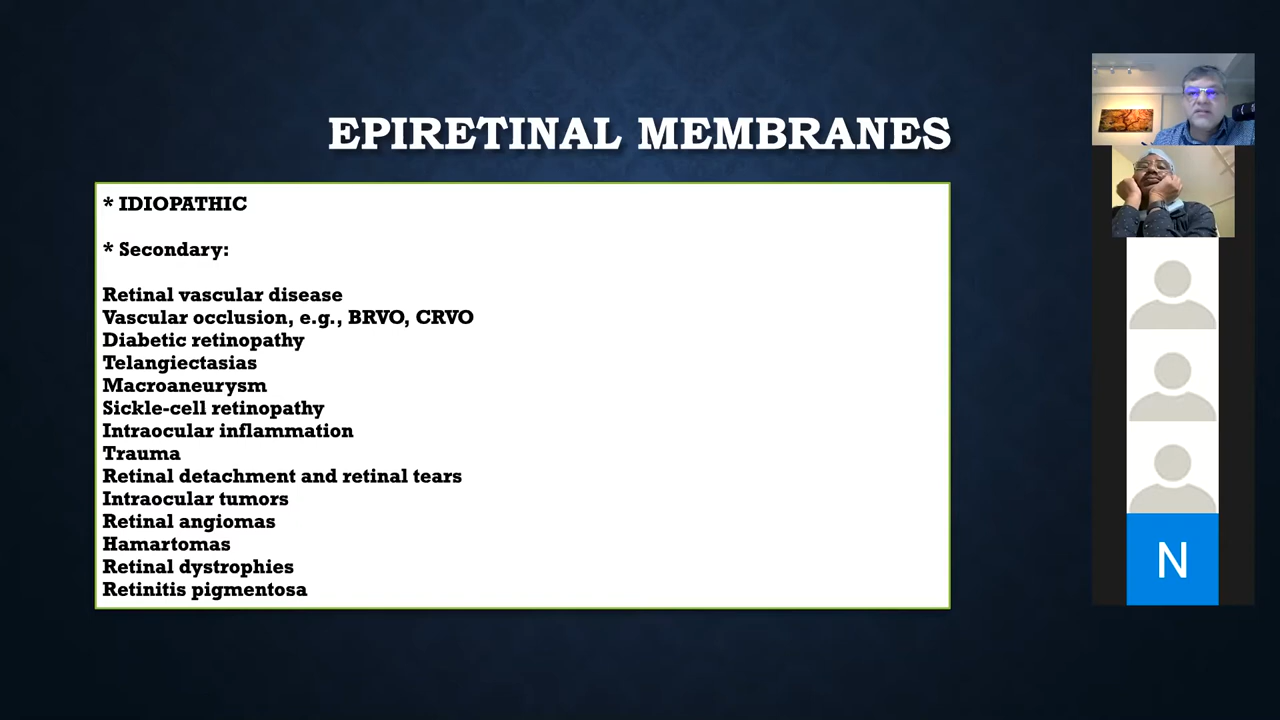 EPIRETINAL MEMBRANES
* IDIOPATHIC
* Secondary:
Retinal vascular disease
Vascular occlusion, e.g., BRVO, CRVO
Diabetic retinopathy
Telangiectasias
Macroaneurysm
Sickle-cell retinopathy
Intraocular inflammation
Trauma
Retinal detachment and retinal tears
Intraocular tumors
Retinal angiomas
Hamartomas
Retinal dystrophies
Retinitis pigmentosa
N